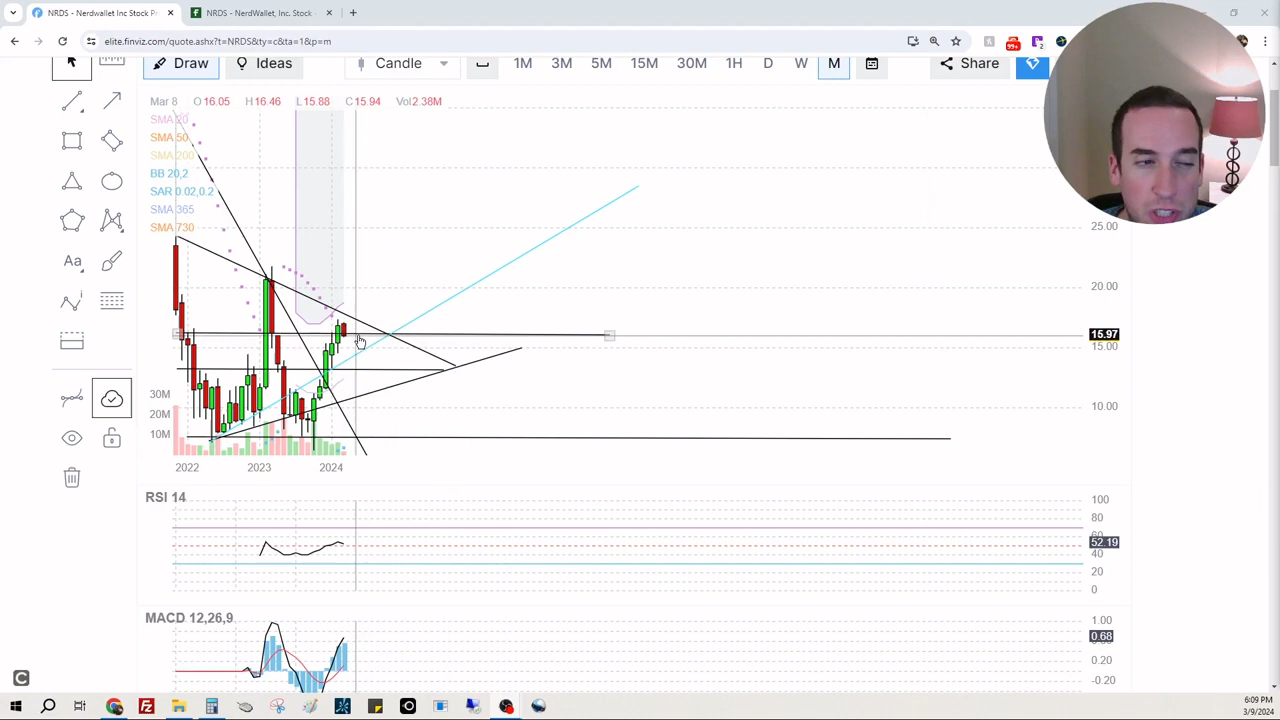 NRDS - Nerdwallet Inc Stock P
NRDS - NerdWallet, Inc. Stock
elite.finviz.com/quote.ashx?t=NRDS&ty=c&ta=1&p=m
99+
2
Draw Ideas Candle 1M 3M 5M 15M 30M 1H D W M Share
Mar 8 O 16.05 H 16.46 L 15.88 C 15.94 Vol 2.38M
SMA 20
SMA 50
SMA 200
BB 20,2
SAR 0.02,0.2
SMA 365
SMA 730
25.00
20.00
15.97
15.00
10.00
Aa
30M
20M
10M
2022 2023 2024
RSI 14
100
80
60
52.19
40
20
0
MACD 12,26,9
1.00
0.68
0.20
-0.20
C
6:09 PM
3/9/2024